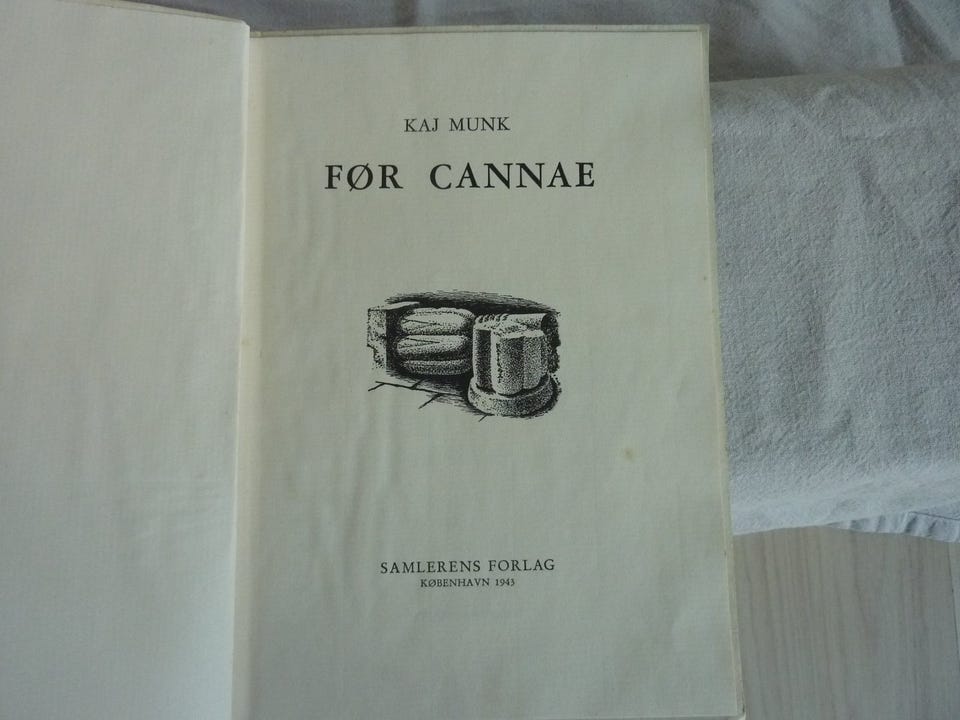 KAJ MUNK
FØR CANNAE
SAMLERENS FORLAG
KØBENHAVN 1943